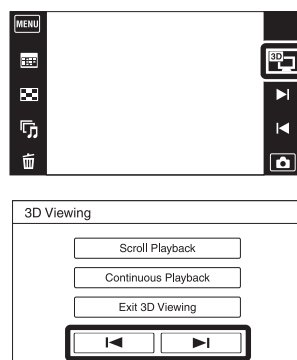 MENU
3D
3D Viewing
Scroll Playback
Continuous Playback
Exit 3D Viewing